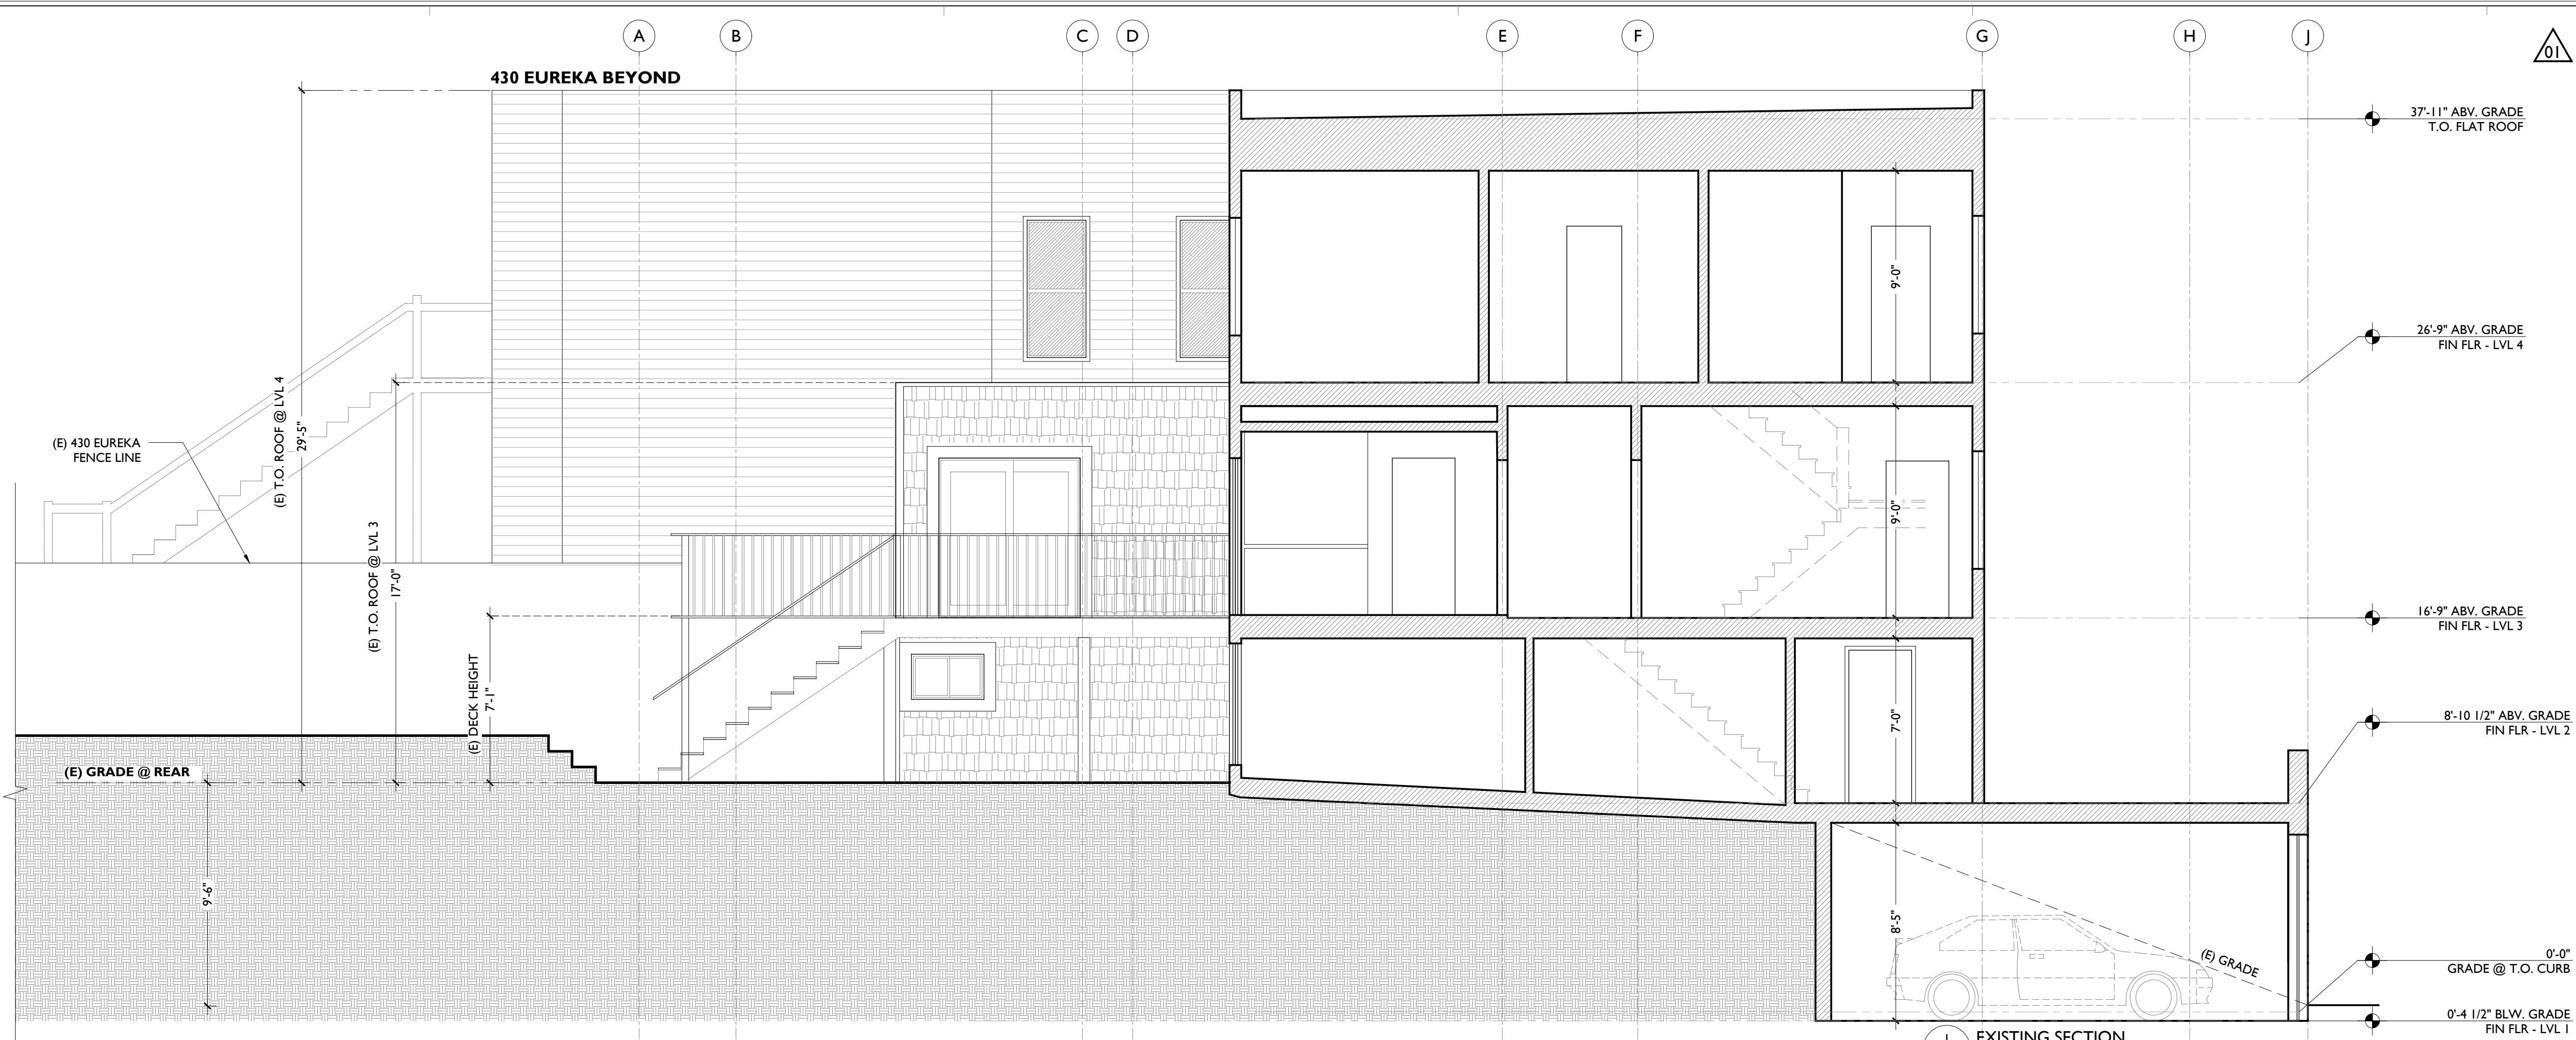 A
B
C
D
E
F
G
H
J
01
430 EUREKA BEYOND
37'-11" ABV. GRADE
T.O. FLAT ROOF
9'-0"
26'-9" ABV. GRADE
FIN FLR - LVL 4
(E) T.O. ROOF @ LVL 4
29'-5"
(E) 430 EUREKA
FENCE LINE
(E) T.O. ROOF @ LVL 3
17'-0"
9'-0"
16'-9" ABV. GRADE
FIN FLR - LVL 3
(E) DECK HEIGHT
7'-1"
7'-0"
8'-10 1/2" ABV. GRADE
FIN FLR - LVL 2
(E) GRADE @ REAR
9'-6"
8'-5"
(E) GRADE
0'-0"
GRADE @ T.O. CURB
0'-4 1/2" BLW. GRADE
FIN FLR - LVL 1
EXISTING SECTION